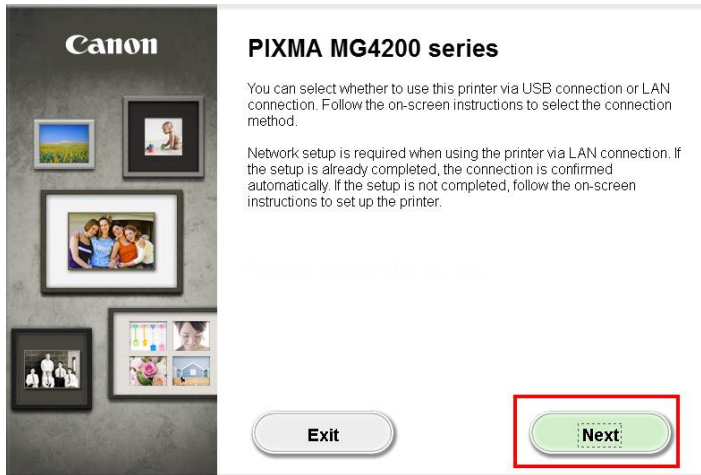 Canon
PIXMA MG4200 series
You can select whether to use this printer via USB connection or LAN
connection. Follow the on-screen instructions to select the connection
method.
Network setup is required when using the printer via LAN connection. If
the setup is already completed, the connection is confirmed
automatically. If the setup is not completed, follow the on-screen
instructions to set up the printer.
Exit
Next